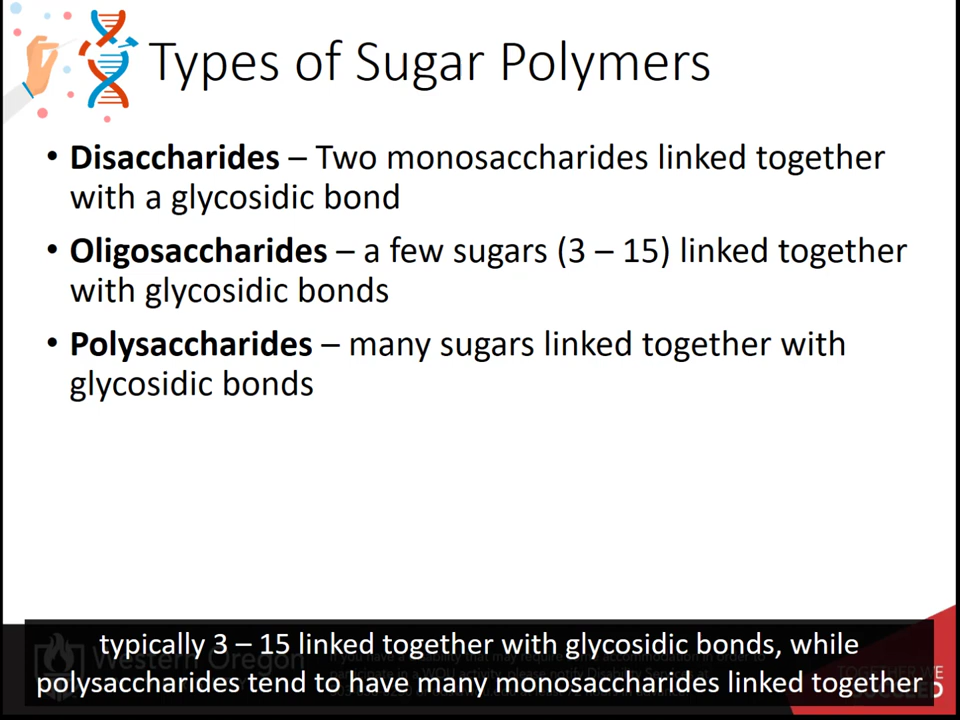 Types of Sugar Polymers
• Disaccharides – Two monosaccharides linked together
with a glycosidic bond
• Oligosaccharides – a few sugars (3 – 15) linked together
with glycosidic bonds
• Polysaccharides – many sugars linked together with
glycosidic bonds
typically 3 – 15 linked together with glycosidic bonds, while
polysaccharides tend to have many monosaccharides linked together
Western Oregon
TOGETHER WE